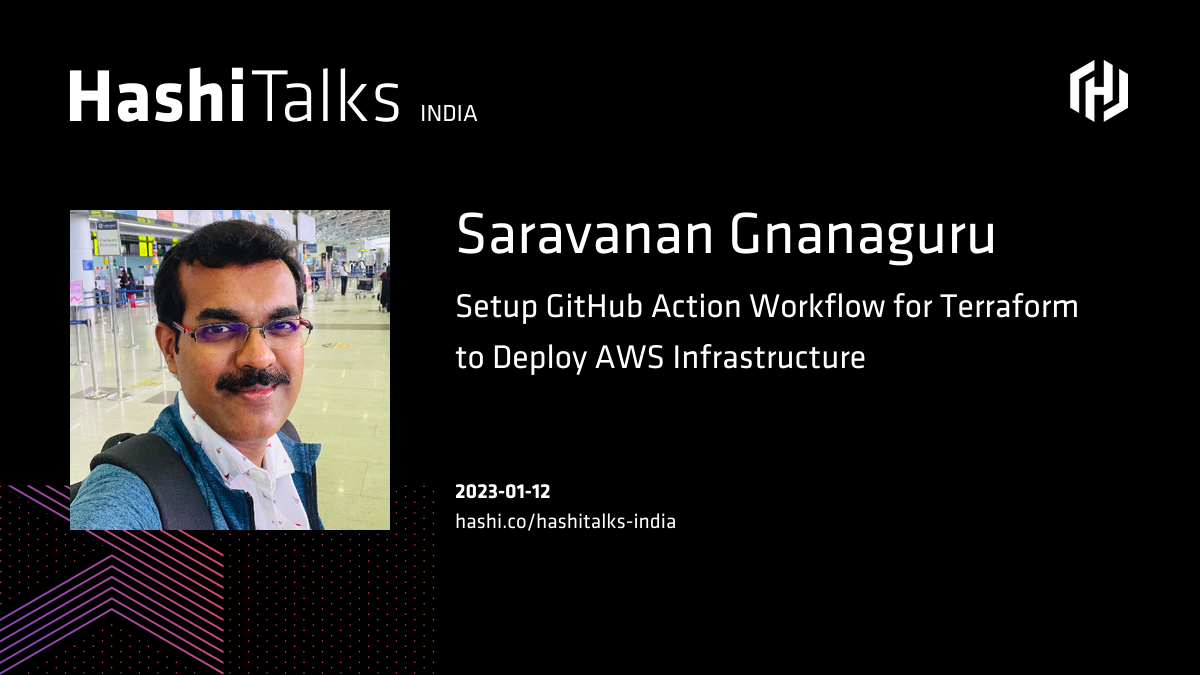 HashiTalks INDIA
Saravanan Gnanaguru
Setup GitHub Action Workflow for Terraform
to Deploy AWS Infrastructure
2023-01-12
hashi.co/hashitalks-india